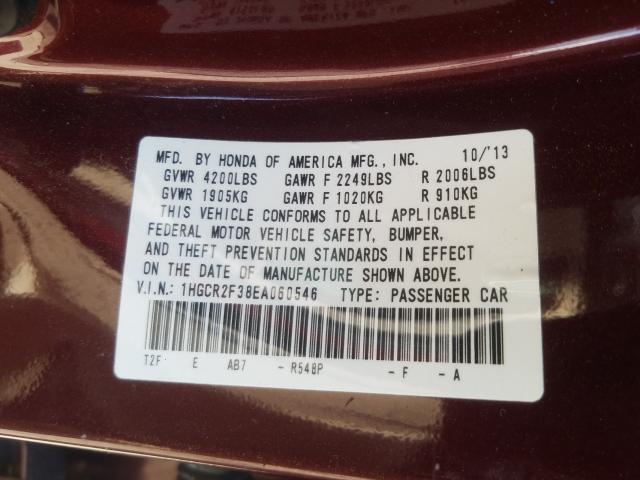 MFD. BY HONDA OF AMERICA MFG., INC. 10/'13
GVWR 4200LBS GAWR F 2249LBS R 2006LBS
GVWR 1905KG GAWR F 1020KG R 910KG
THIS VEHICLE CONFORMS TO ALL APPLICABLE
FEDERAL MOTOR VEHICLE SAFETY, BUMPER,
AND THEFT PREVENTION STANDARDS IN EFFECT
ON THE DATE OF MANUFACTURE SHOWN ABOVE.
V.I.N.: 1HGCR2F38EA060546 TYPE: PASSENGER CAR
T2F E AB7 - R548P - F - A